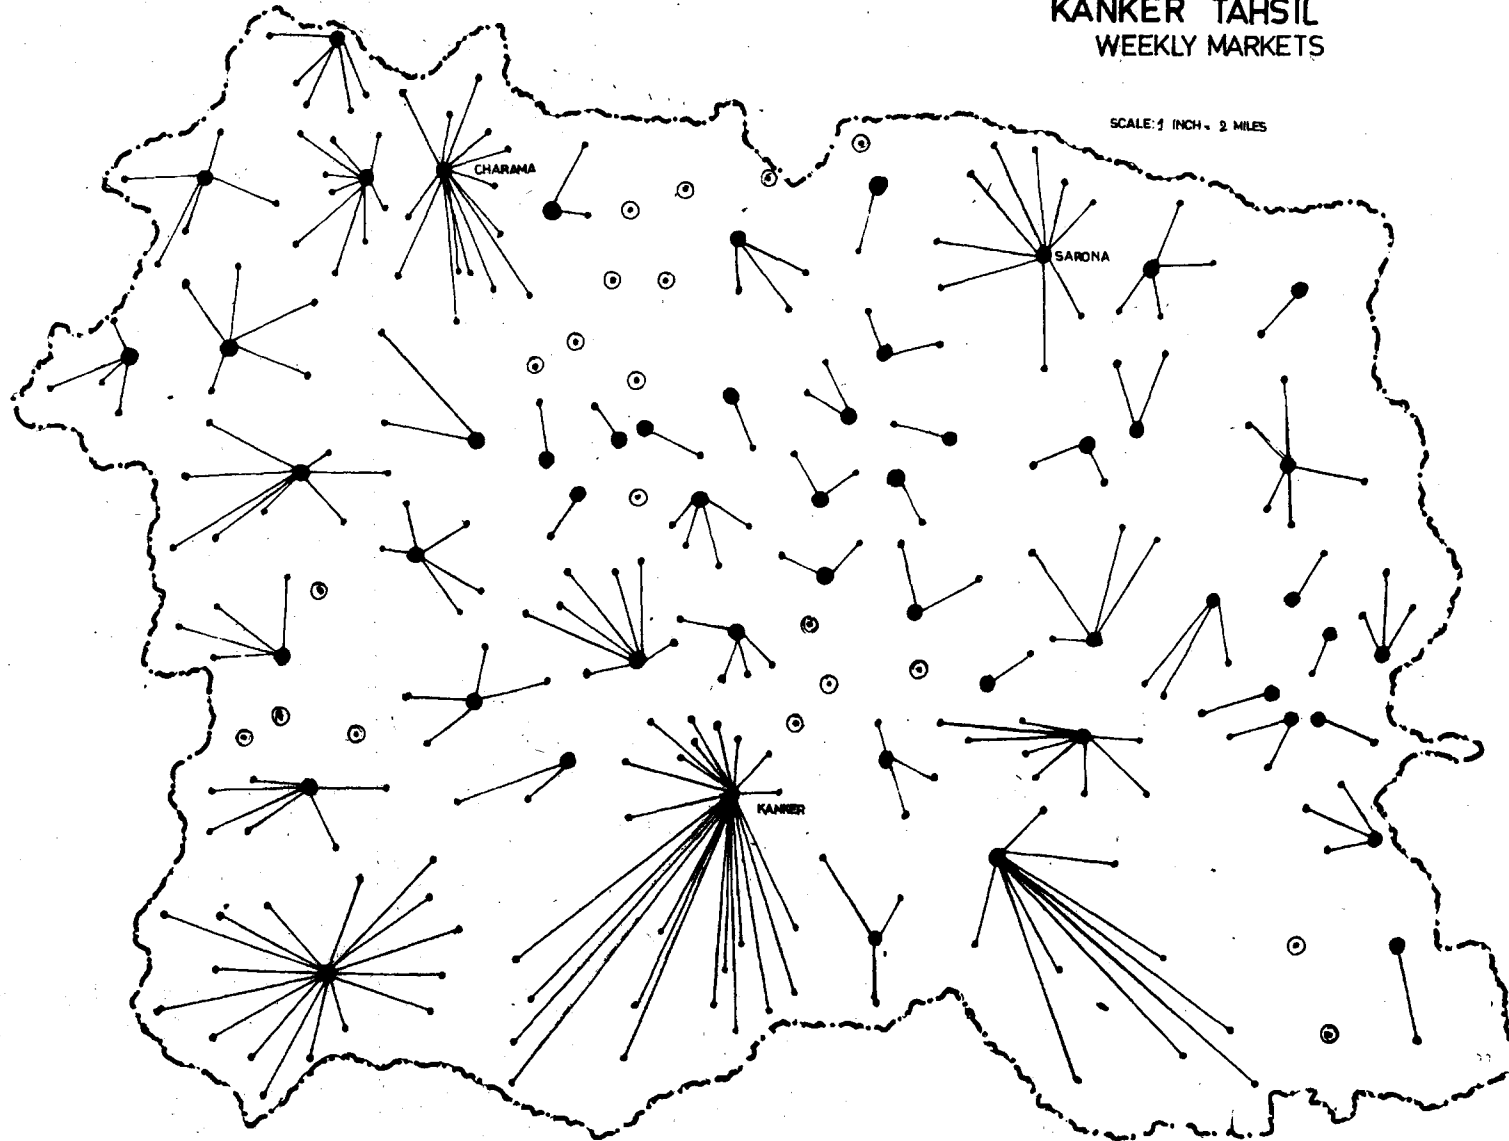 KANKER TAHSIL
WEEKLY MARKETS
SCALE: 1 INCH = 2 MILES
CHARAMA
SARONA
KANKER